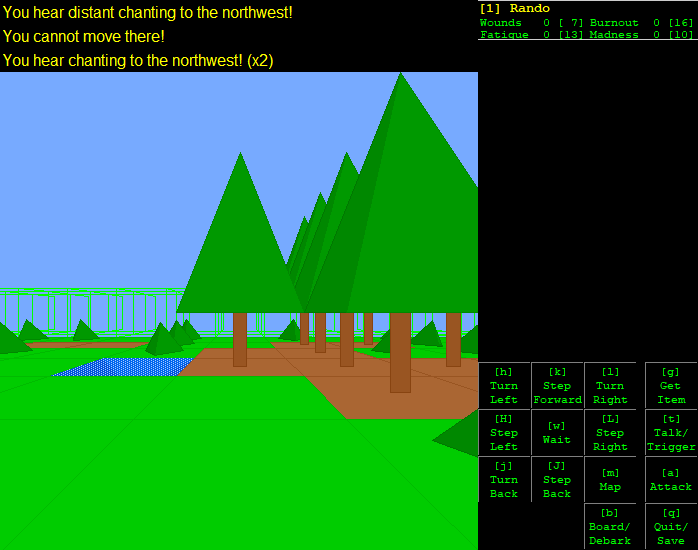 You hear distant chanting to the northwest!
You cannot move there!
You hear chanting to the northwest! (x2)
[1] Rando
Wounds 0 [ 7] Burnout 0 [16]
Fatigue 0 [13] Madness 0 [10]
[h] Turn Left
[k] Step Forward
[l] Turn Right
[g] Get Item
[H] Step Left
[w] Wait
[L] Step Right
[t] Talk/ Trigger
[j] Turn Back
[J] Step Back
[m] Map
[a] Attack
[b] Board/ Debark
[q] Quit/ Save